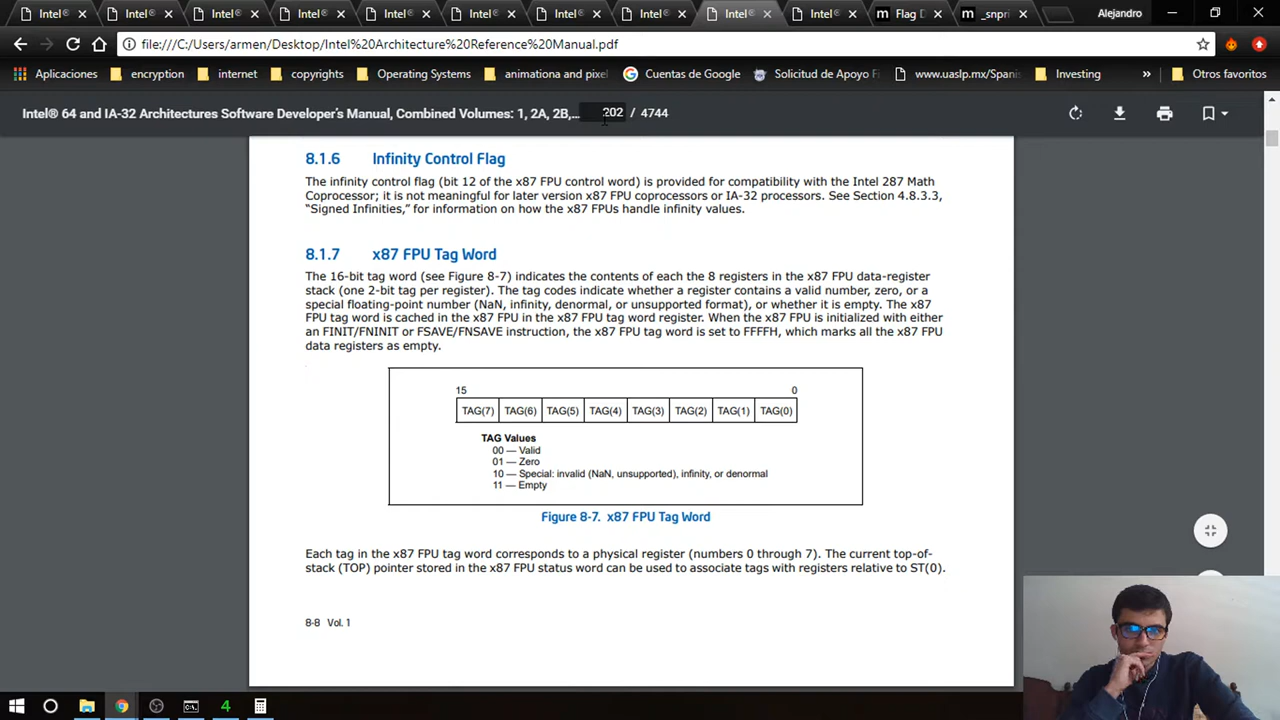 Intel®
Intel®
Intel®
Intel®
Intel®
Intel®
Intel®
Intel®
Intel®
Intel®
Flag D
_snpri
Alejandro
file:///C:/Users/armen/Desktop/Intel%20Architecture%20Reference%20Manual.pdf
Aplicaciones
encryption
internet
copyrights
Operating Systems
animationa and pixel
Cuentas de Google
Solicitud de Apoyo Fi
www.uaslp.mx/Spanis
Investing
»
Otros favoritos
Intel® 64 and IA-32 Architectures Software Developer's Manual, Combined Volumes: 1, 2A, 2B,...
202 / 4744
8.1.6 Infinity Control Flag
The infinity control flag (bit 12 of the x87 FPU control word) is provided for compatibility with the Intel 287 Math
Coprocessor; it is not meaningful for later version x87 FPU coprocessors or IA-32 processors. See Section 4.8.3.3,
“Signed Infinities,” for information on how the x87 FPUs handle infinity values.
8.1.7 x87 FPU Tag Word
The 16-bit tag word (see Figure 8-7) indicates the contents of each the 8 registers in the x87 FPU data-register
stack (one 2-bit tag per register). The tag codes indicate whether a register contains a valid number, zero, or a
special floating-point number (NaN, infinity, denormal, or unsupported format), or whether it is empty. The x87
FPU tag word is cached in the x87 FPU in the x87 FPU tag word register. When the x87 FPU is initialized with either
an FINIT/FNINIT or FSAVE/FNSAVE instruction, the x87 FPU tag word is set to FFFFH, which marks all the x87 FPU
data registers as empty.
15 0
TAG(7) TAG(6) TAG(5) TAG(4) TAG(3) TAG(2) TAG(1) TAG(0)
TAG Values
00 — Valid
01 — Zero
10 — Special: invalid (NaN, unsupported), infinity, or denormal
11 — Empty
Figure 8-7. x87 FPU Tag Word
Each tag in the x87 FPU tag word corresponds to a physical register (numbers 0 through 7). The current top-of-
stack (TOP) pointer stored in the x87 FPU status word can be used to associate tags with registers relative to ST(0).
8-8 Vol. 1
4